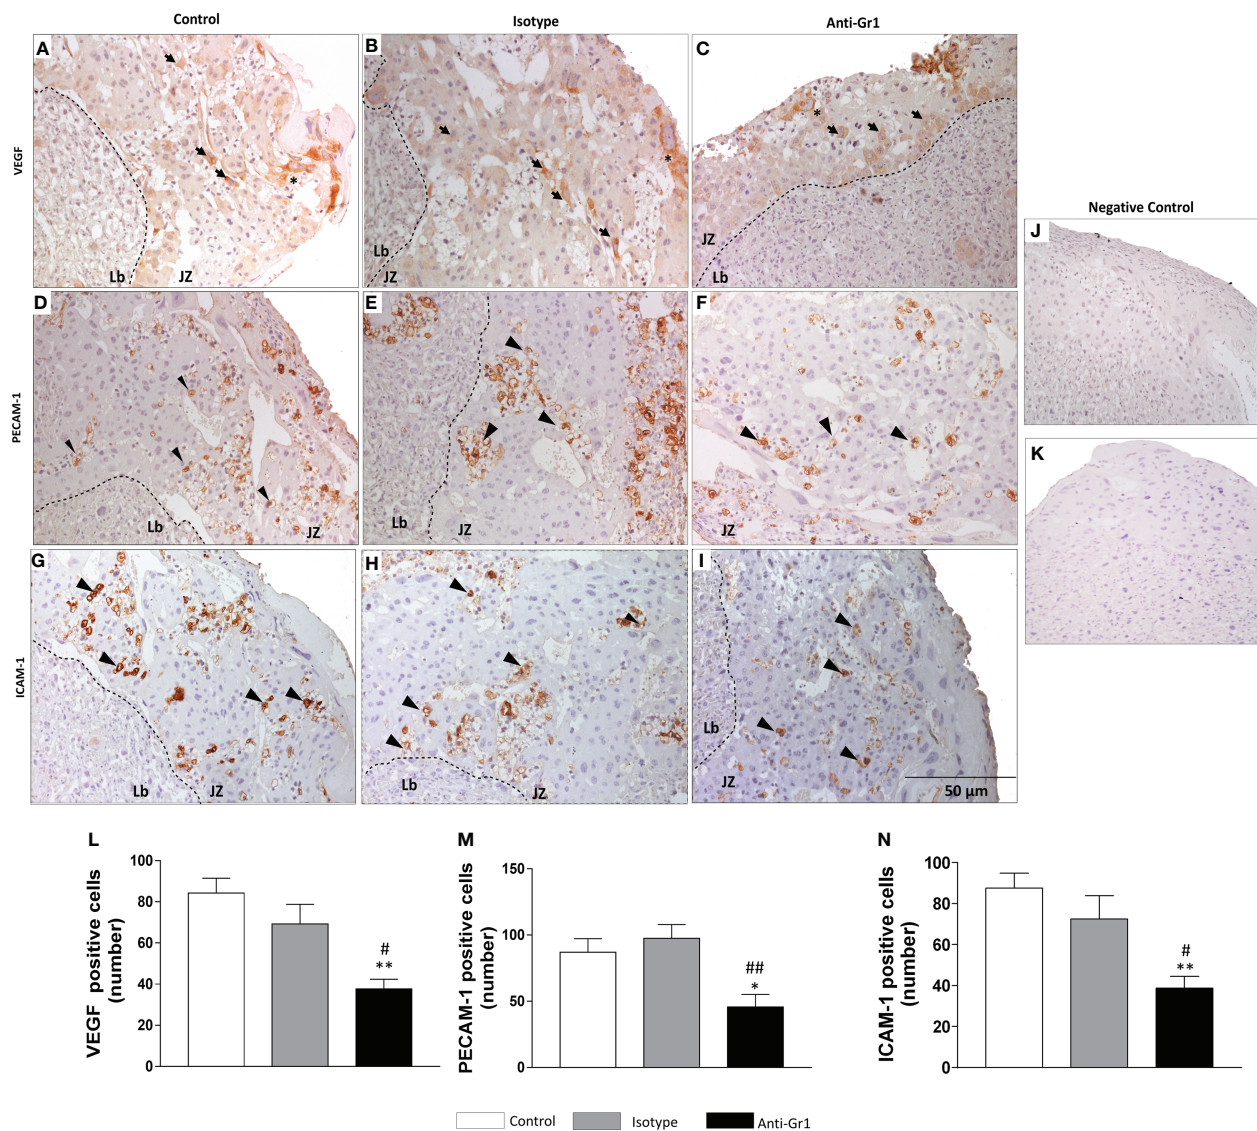 Control
Isotype
Anti-Gr1
VEGF
A
Lb
JZ
*
B
Lb
JZ
*
C
JZ
Lb
*
PECAM-1
D
Lb
JZ
E
Lb
JZ
F
JZ
ICAM-1
G
Lb
JZ
H
Lb
JZ
I
Lb
JZ
50 µm
Negative Control
J
K
L
VEGF positive cells
(number)
100
80
60
40
20
0
#
**
M
PECAM-1 positive cells
(number)
150
100
50
0
##
*
N
ICAM-1 positive cells
(number)
100
80
60
40
20
0
#
**
Control
Isotype
Anti-Gr1